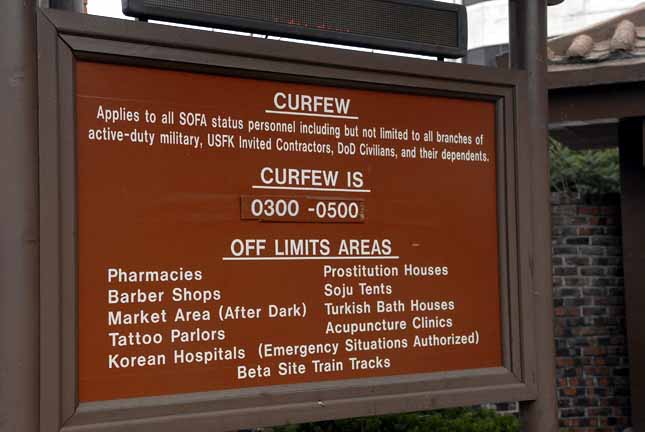 CURFEW
Applies to all SOFA status personnel including but not limited to all branches of
active-duty military, USFK Invited Contractors, DoD Civilians, and their dependents.
CURFEW IS
0300 -0500
OFF LIMITS AREAS
Pharmacies
Barber Shops
Market Area (After Dark)
Tattoo Parlors
Korean Hospitals (Emergency Situations Authorized)
Prostitution Houses
Soju Tents
Turkish Bath Houses
Acupuncture Clinics
Beta Site Train Tracks